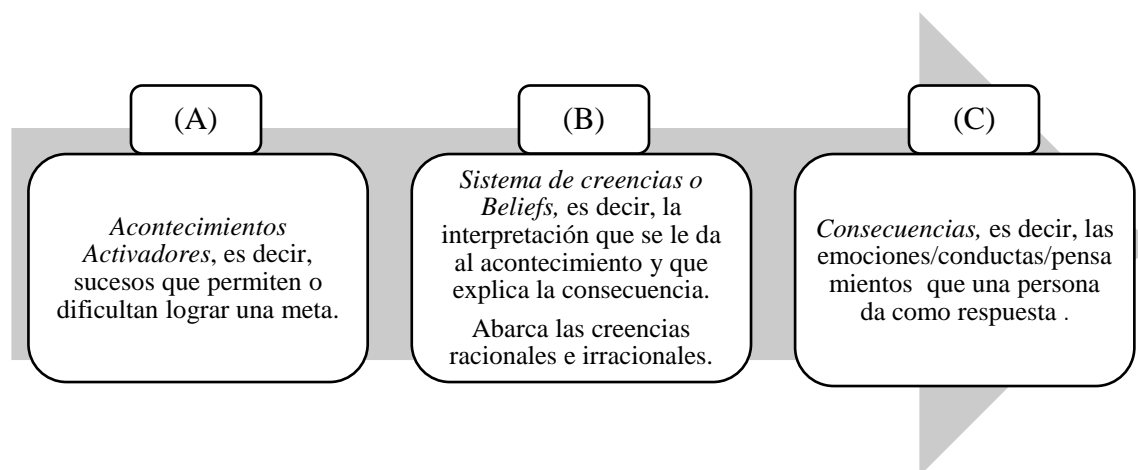 (A)
Acontecimientos
Activadores, es decir,
sucesos que permiten o
dificultan lograr una meta.
(B)
Sistema de creencias o
Beliefs, es decir, la
interpretación que se le da
al acontecimiento y que
explica la consecuencia.
Abarca las creencias
racionales e irracionales.
(C)
Consecuencias, es decir, las
emociones/conductas/pensa
mientos que una persona
da como respuesta .